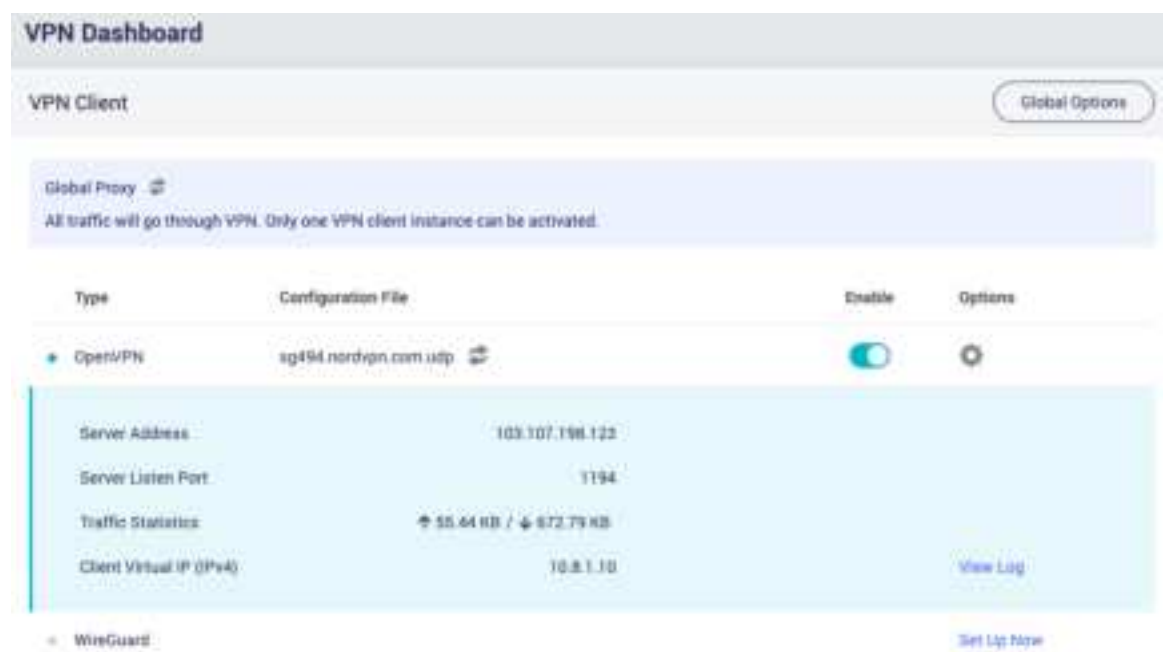 VPN Dashboard
VPN Client
Global Options
Global Proxy
All traffic will go through VPN. Only one VPN client instance can be activated.
Type Configuration File Enable Options
OpenVPN sg494.nordvpn.com.udp
Server Address 103.107.198.123
Server Listen Port 1194
Traffic Statistics ↑ 55.44 KB / ↓ 672.79 KB
Client Virtual IP (IPv4) 10.8.1.10 View Log
WireGuard Set Up Now